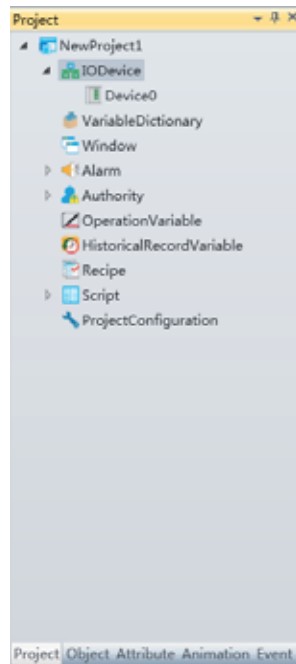 Project
NewProject1
IODevice
Device0
VariableDictionary
Window
Alarm
Authority
OperationVariable
HistoricalRecordVariable
Recipe
Script
ProjectConfiguration
Project Object Attribute Animation Event